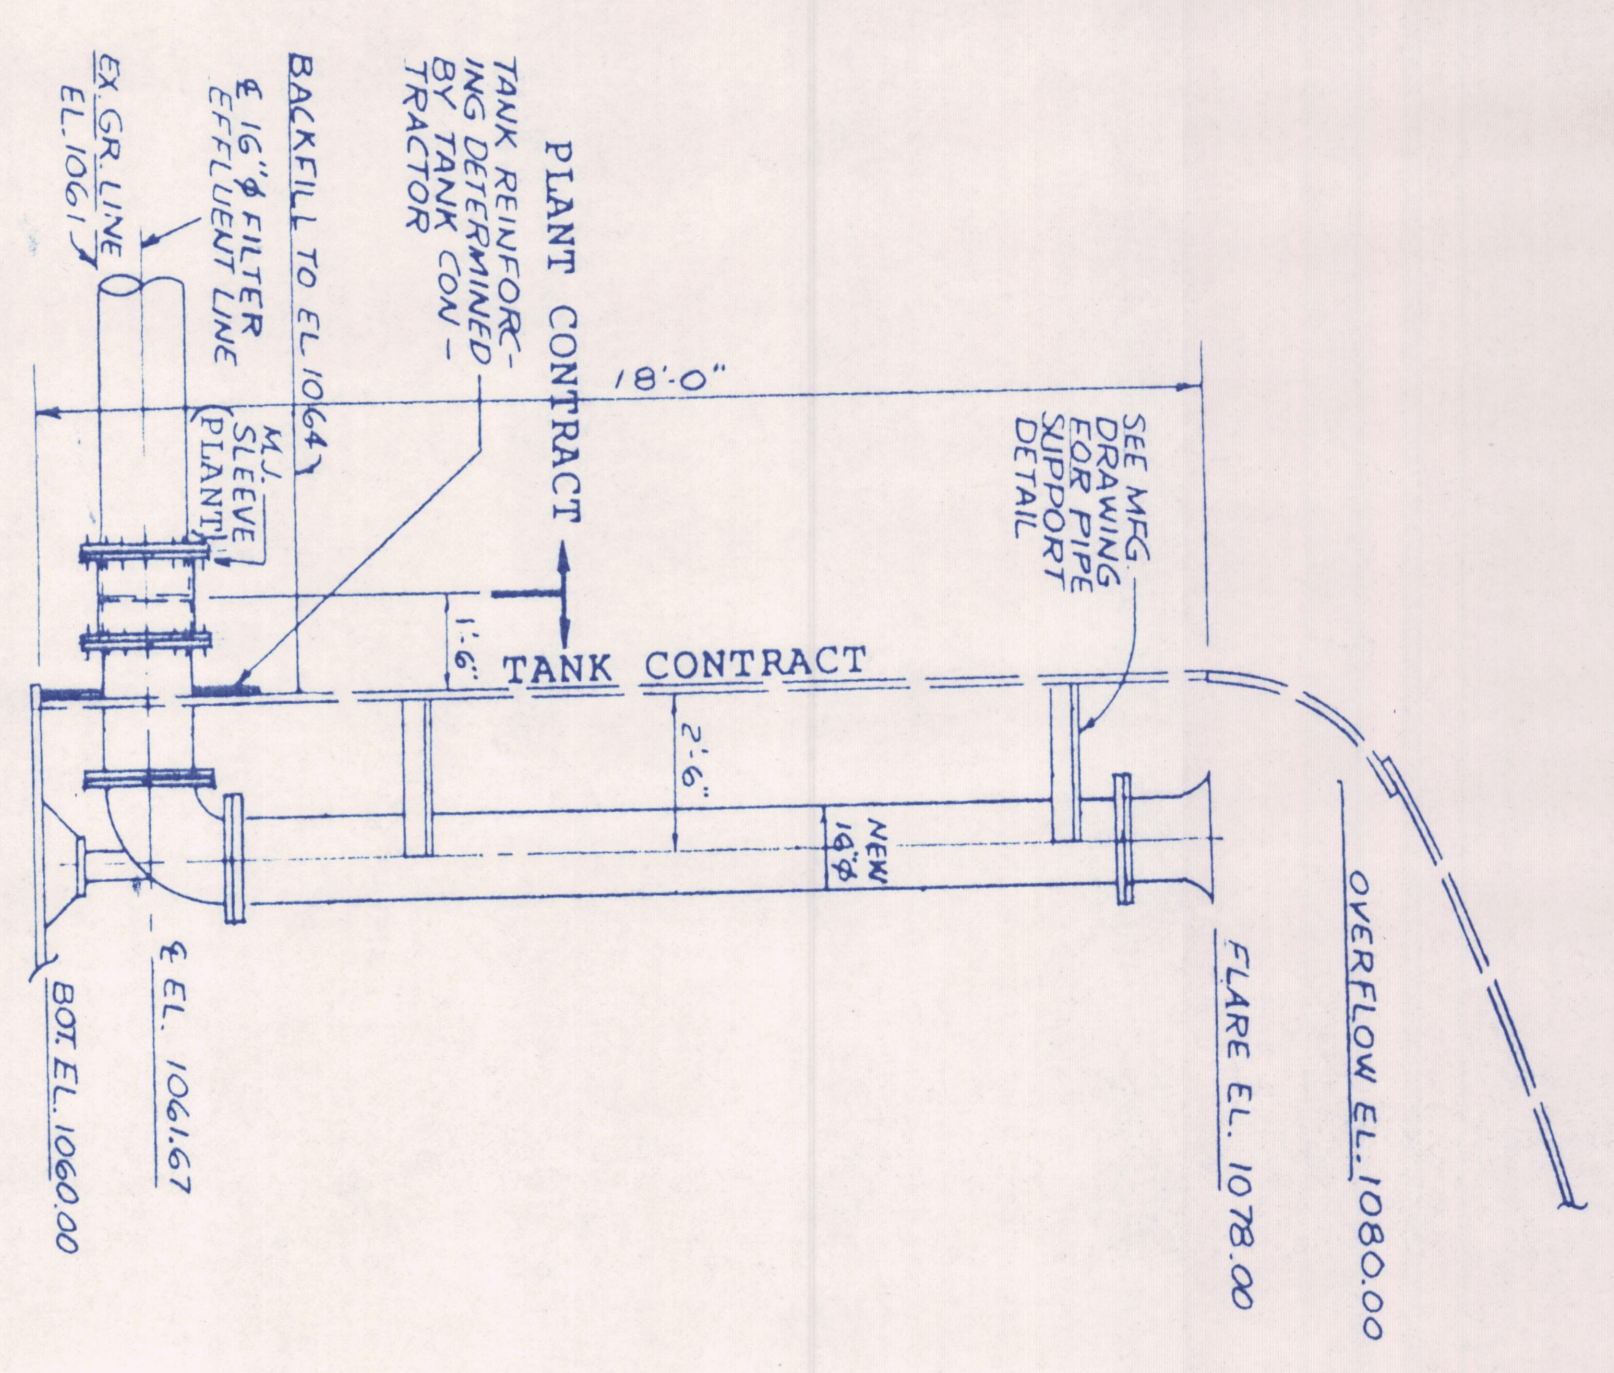 OVERFLOW EL. 1080.00
FLARE EL. 1078.00
SEE MFG.
DRAWING
FOR PIPE
SUPPORT
DETAIL
18'-0"
NEW
16"φ
2'-6"
PLANT CONTRACT
TANK CONTRACT
TANK REINFORC-
ING DETERMINED
BY TANK CON-
TRACTOR
1'-6"
BACKFILL TO EL. 1064
M.J.
SLEEVE
(PLANT)
℄ 16"φ FILTER
EFFLUENT LINE
EX. GR. LINE
EL. 1061
℄ EL. 1061.67
BOT. EL. 1060.00